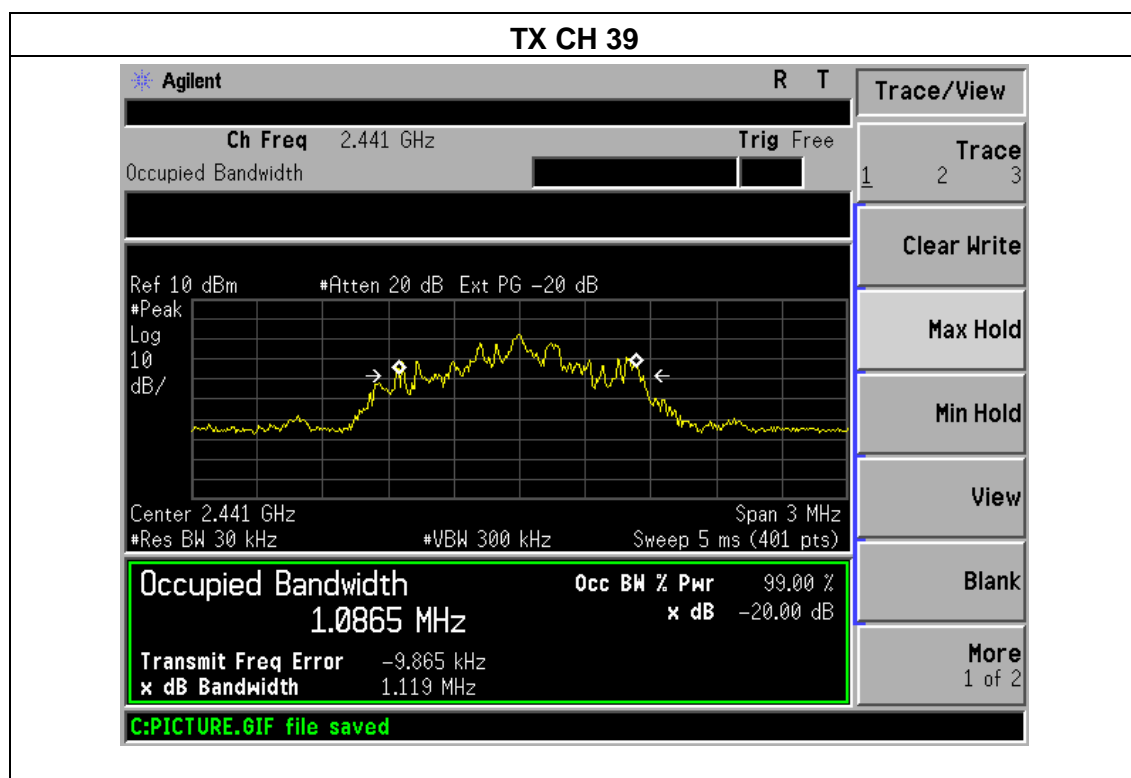 TX CH 39
Agilent R T
Trace/View
Ch Freq 2.441 GHz Trig Free
Occupied Bandwidth
Trace
1 2 3
Clear Write
Ref 10 dBm #Atten 20 dB Ext PG -20 dB
#Peak
Log
10
dB/
Max Hold
Min Hold
View
Center 2.441 GHz Span 3 MHz
#Res BW 30 kHz #VBW 300 kHz Sweep 5 ms (401 pts)
Occupied Bandwidth Occ BW % Pwr 99.00 %
1.0865 MHz x dB -20.00 dB
Blank
Transmit Freq Error -9.865 kHz
x dB Bandwidth 1.119 MHz
More
1 of 2
C:PICTURE.GIF file saved